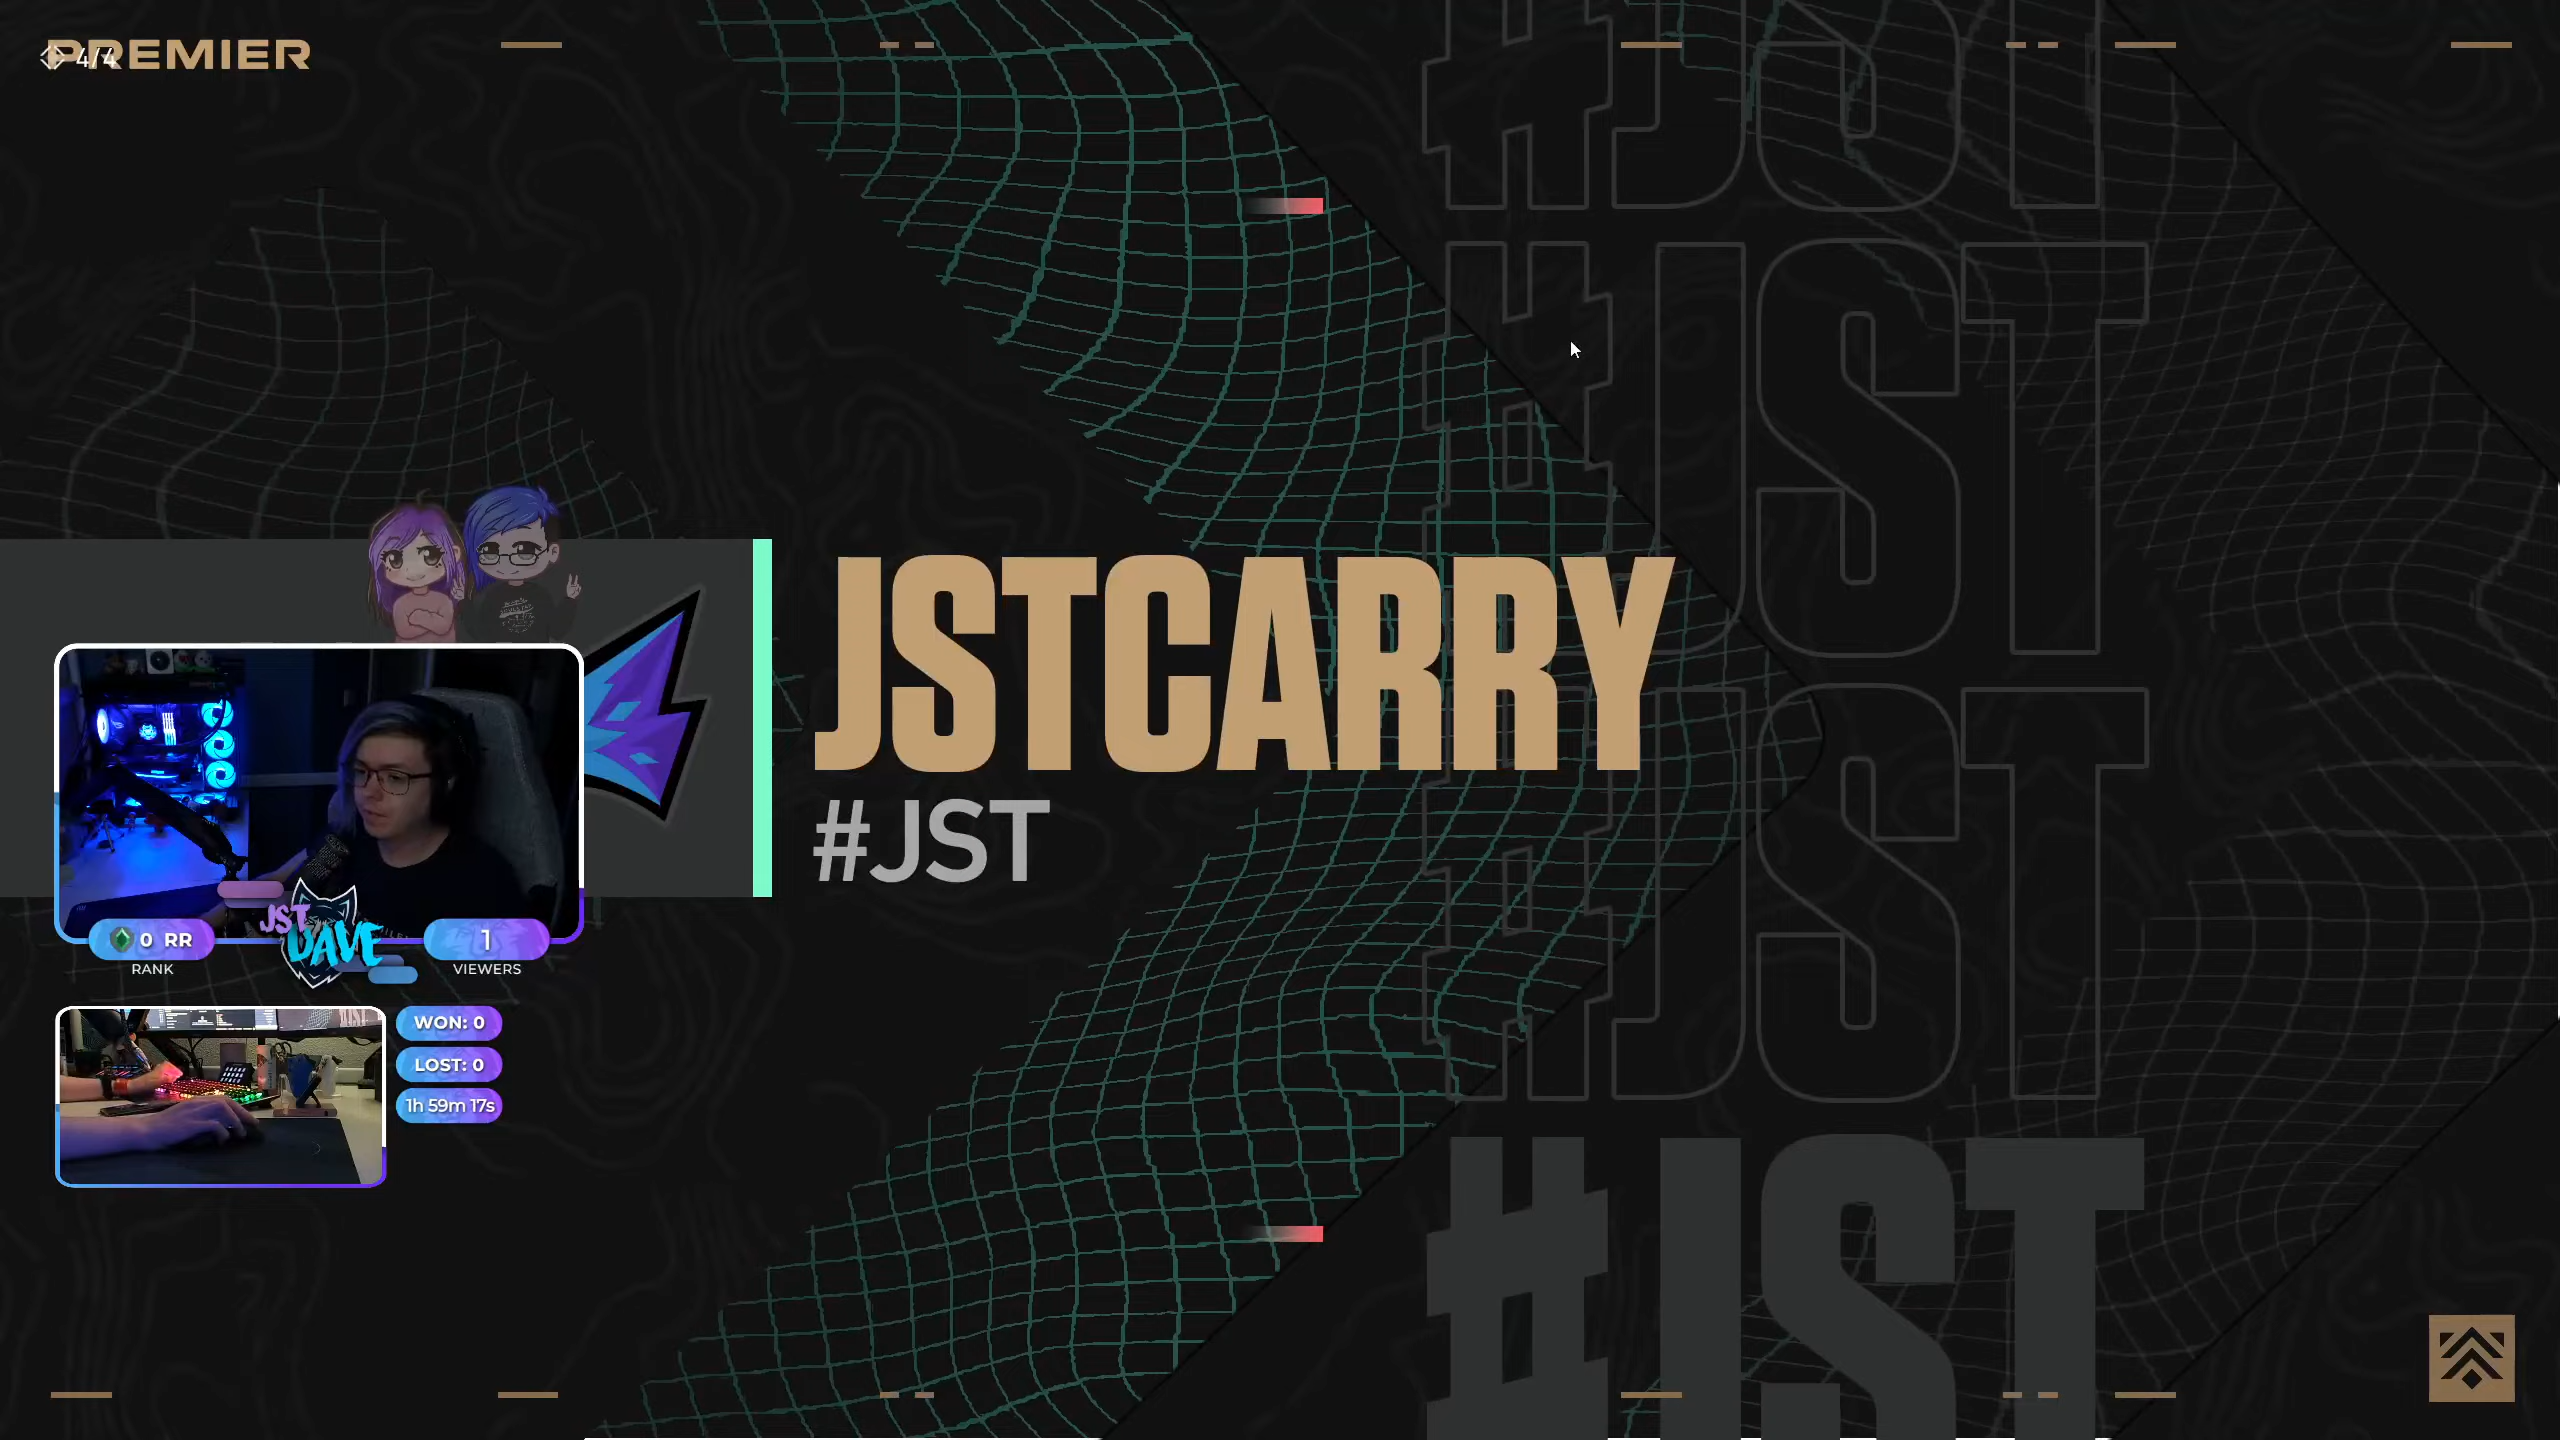 PREMIER
4/4
#JST
#JST
JSTCARRY
#JST
#JST
JST
DAVE
0 RR
RANK
1
VIEWERS
WON: 0
LOST: 0
1h 59m 17s
#JST